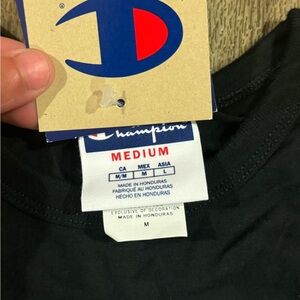 ®
Champion
MEDIUM
CA MEX ASIA
M/M M L
MADE IN HONDURAS
FABRIQUÉ AU HONDURAS
HECHO EN HONDURAS
EXCLUSIVE OF DECORATION
MADE IN HONDURAS
M